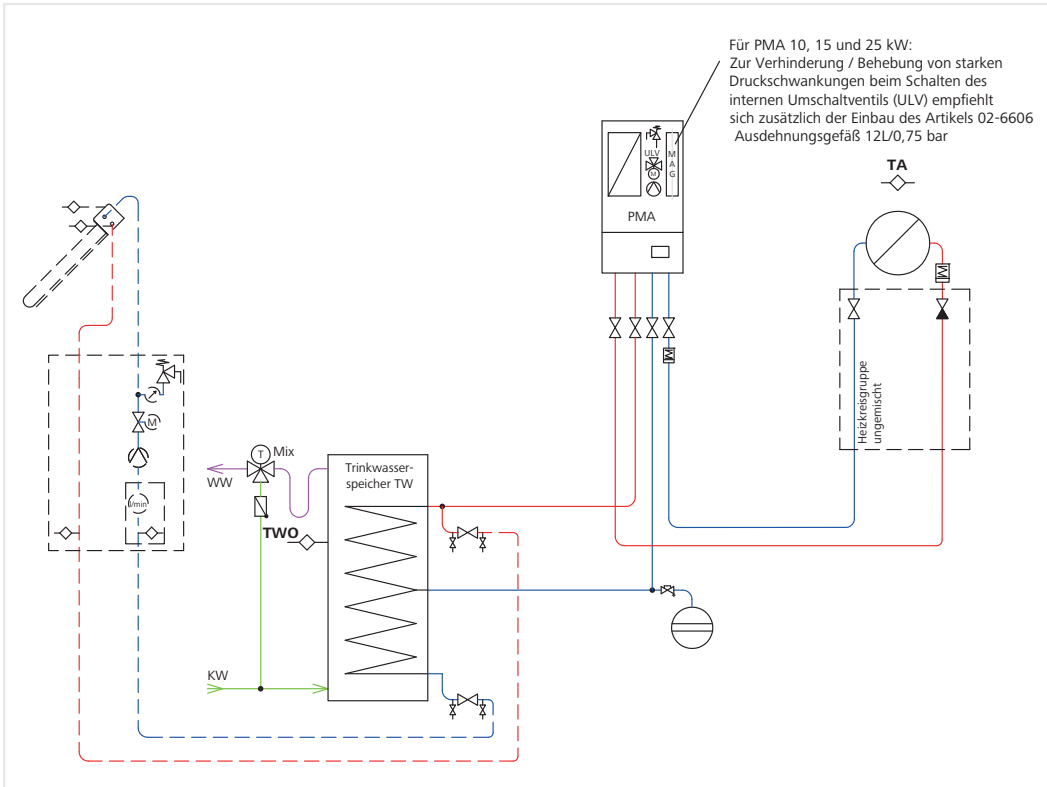 Für PMA 10, 15 und 25 kW:
Zur Verhinderung / Behebung von starken
Druckschwankungen beim Schalten des
internen Umschaltventils (ULV) empfiehlt
sich zusätzlich der Einbau des Artikels 02-6606
Ausdehnungsgefäß 12L/0,75 bar
TA
ULV
M
M
A
G
PMA
Heizkreisgruppe
ungemischt
M
l/min
T
Mix
WW
TWO
KW
Trinkwasser-
speicher TW